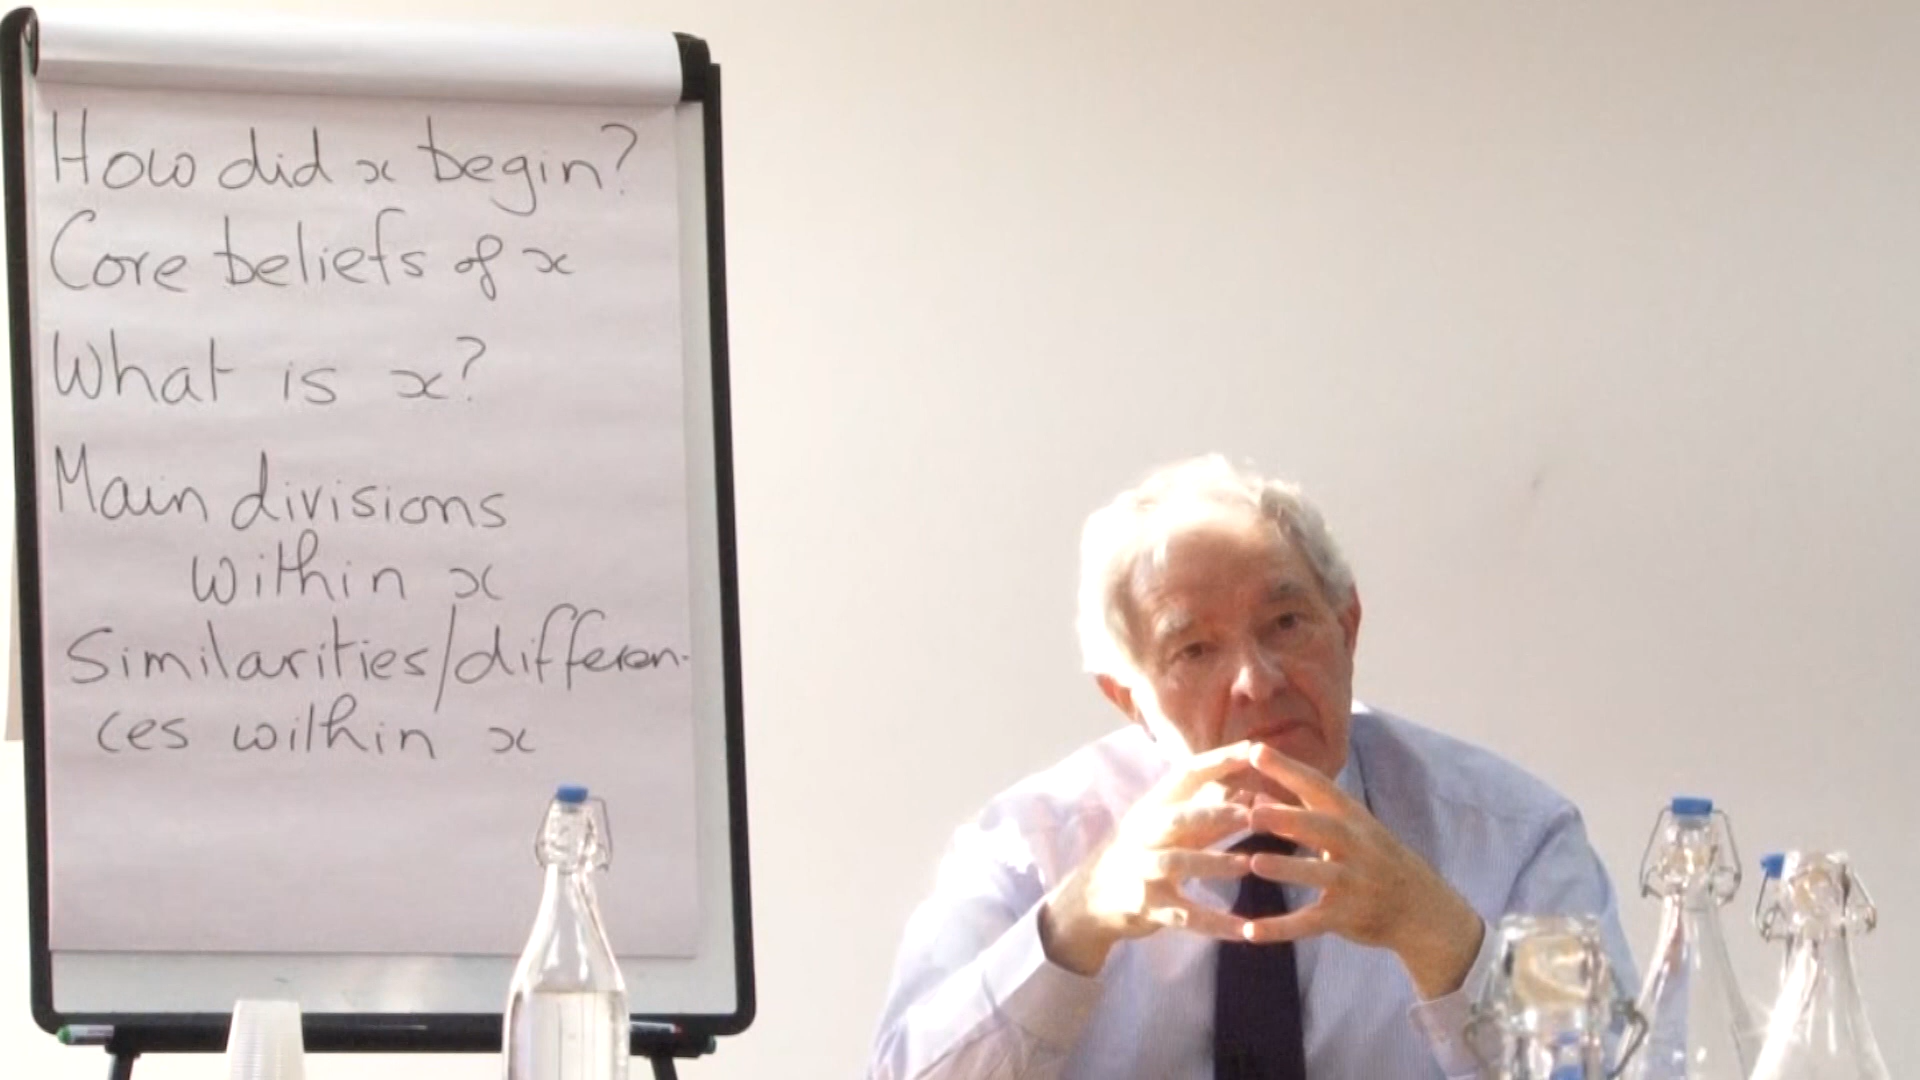 How did x begin?
Core beliefs of x
What is x?
Main divisions
within x
Similarities/differen-
ces within x